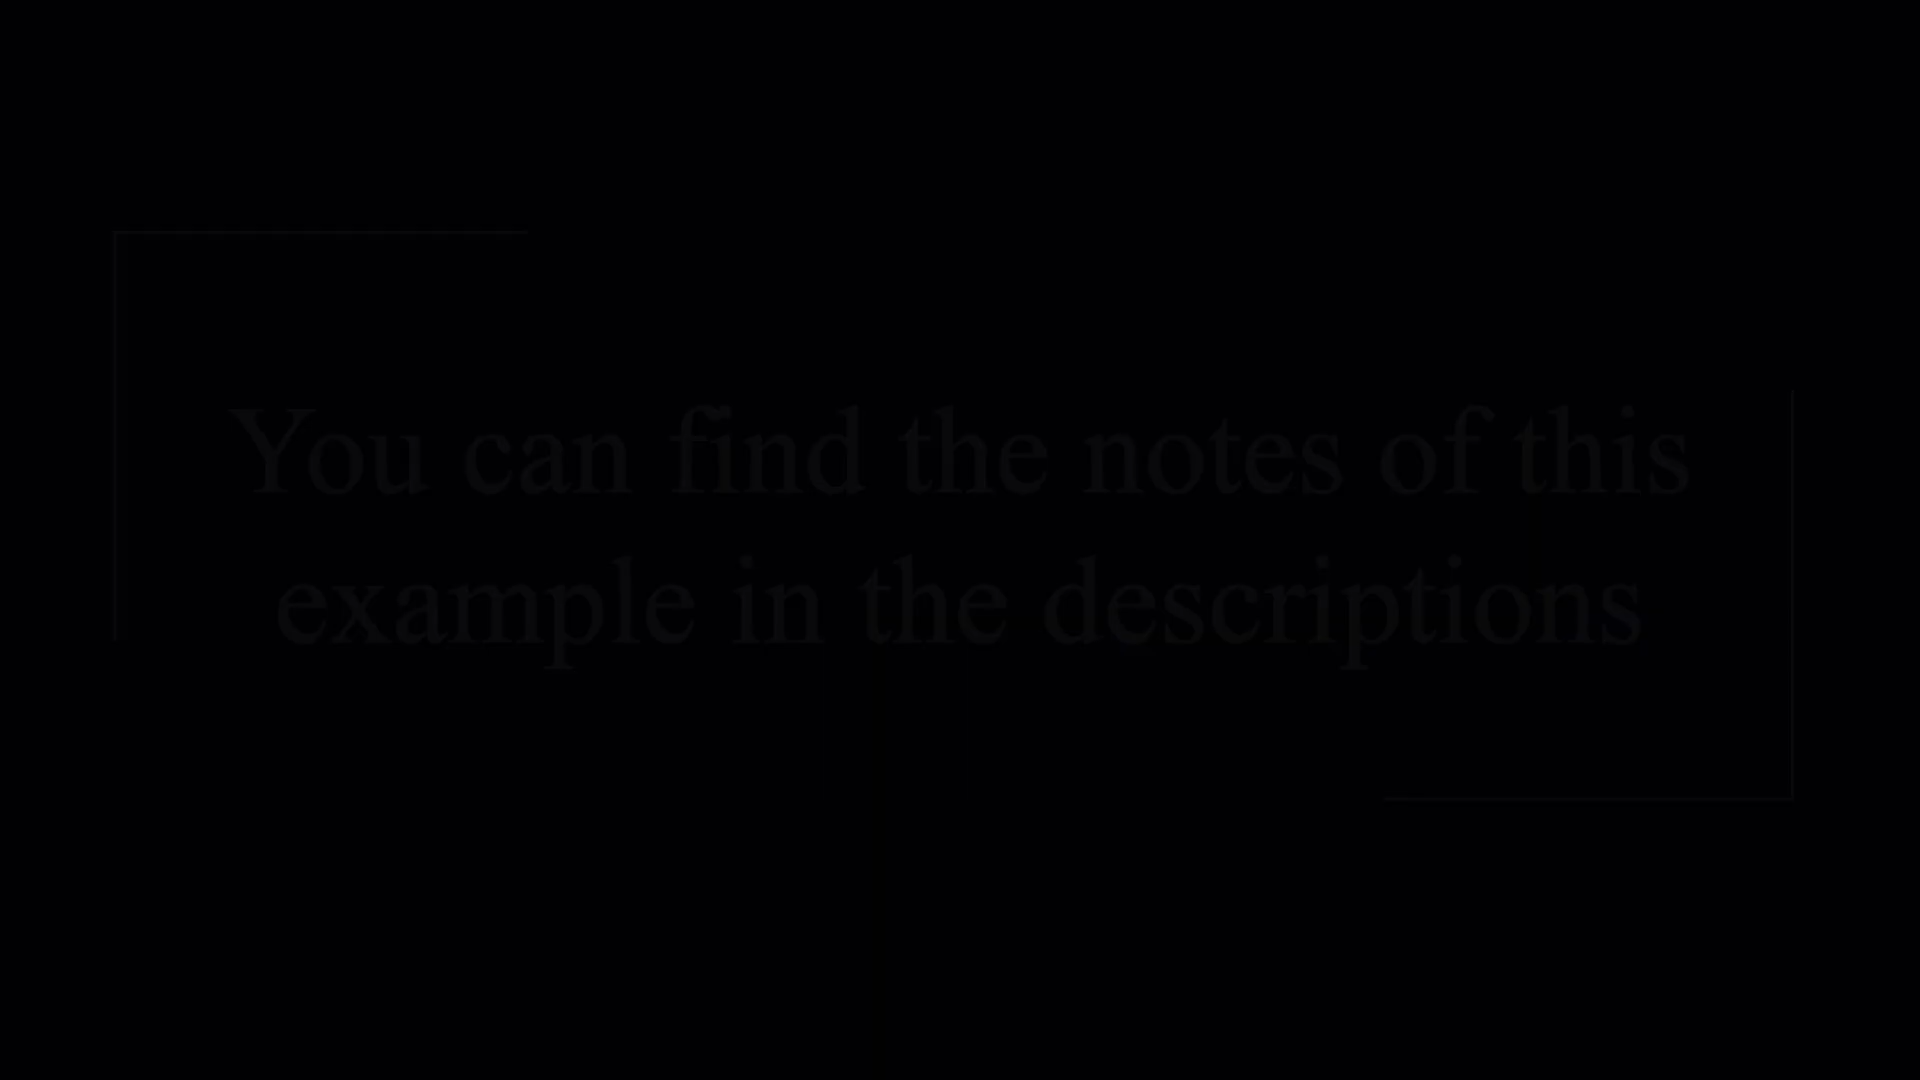 You can find the notes of this
example in the descriptions